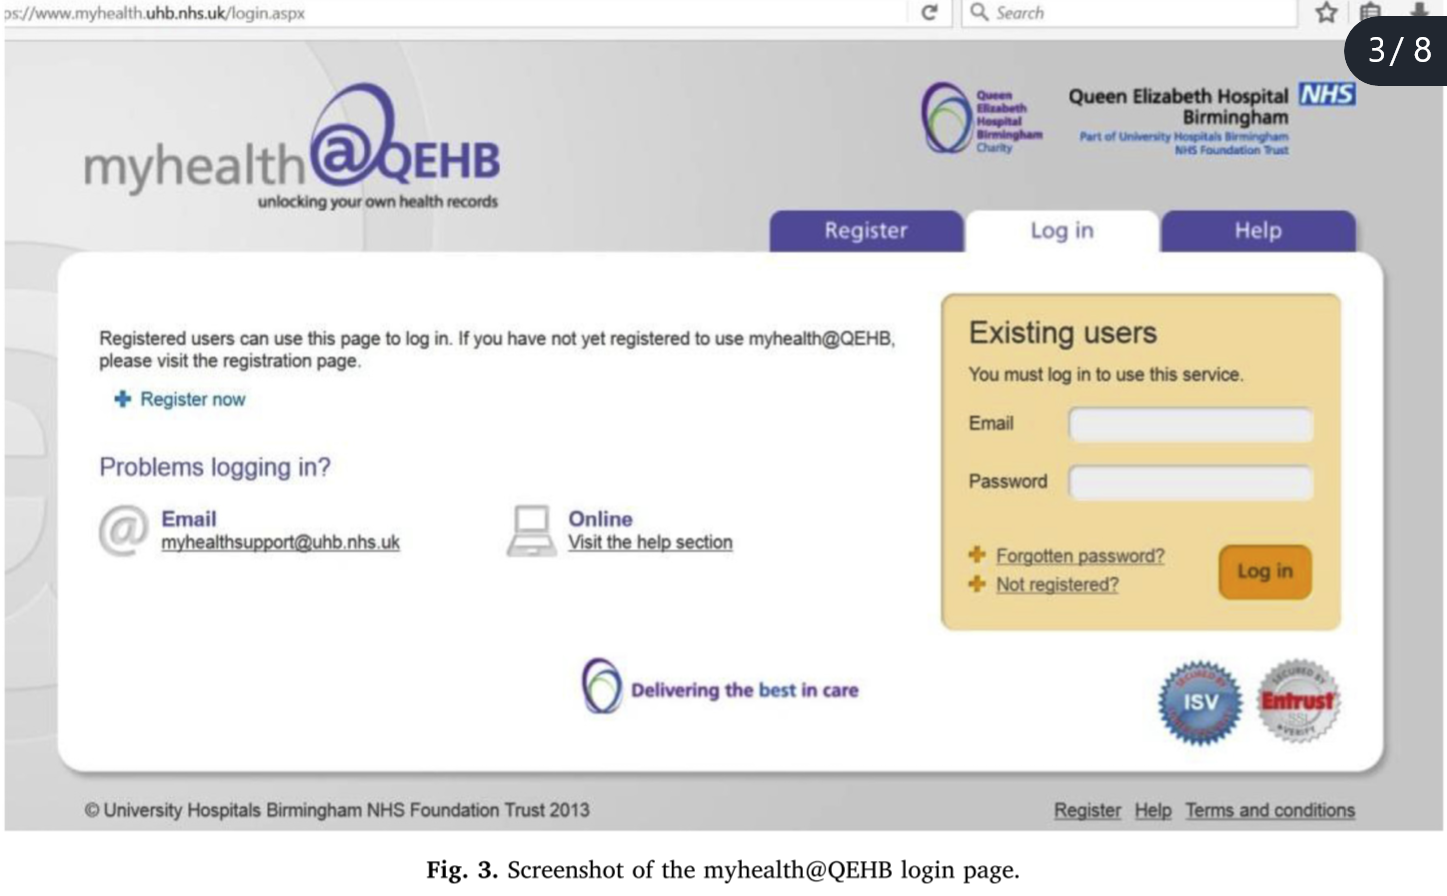 ps://www.myhealth.uhb.nhs.uk/login.aspx
Search
3/8
myhealth@QEHB
unlocking your own health records
Queen
Elizabeth
Hospital
Birmingham
Charity
Queen Elizabeth Hospital NHS
Birmingham
Part of University Hospitals Birmingham
NHS Foundation Trust
Register
Log in
Help
Registered users can use this page to log in. If you have not yet registered to use myhealth@QEHB,
please visit the registration page.
Register now
Problems logging in?
Email
myhealthsupport@uhb.nhs.uk
Online
Visit the help section
Existing users
You must log in to use this service.
Email
Password
Forgotten password?
Not registered?
Log in
Delivering the best in care
SECURED BY
ISV
SECURED BY
Entrust
SSL
VERIFY
© University Hospitals Birmingham NHS Foundation Trust 2013
Register Help Terms and conditions
Fig. 3. Screenshot of the myhealth@QEHB login page.